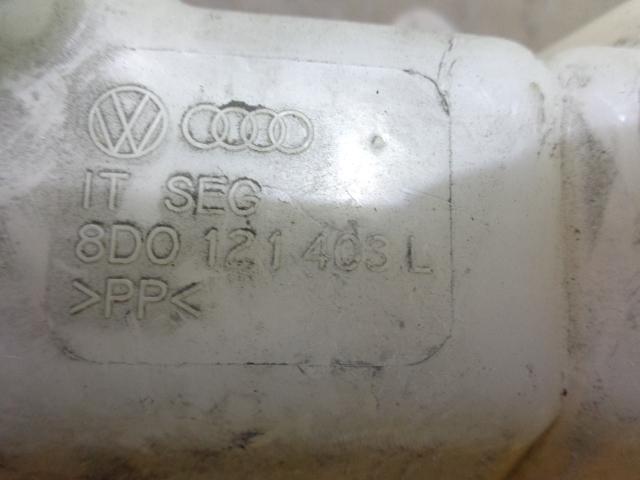 IT SEG
8D0 121 403 L
>PP<